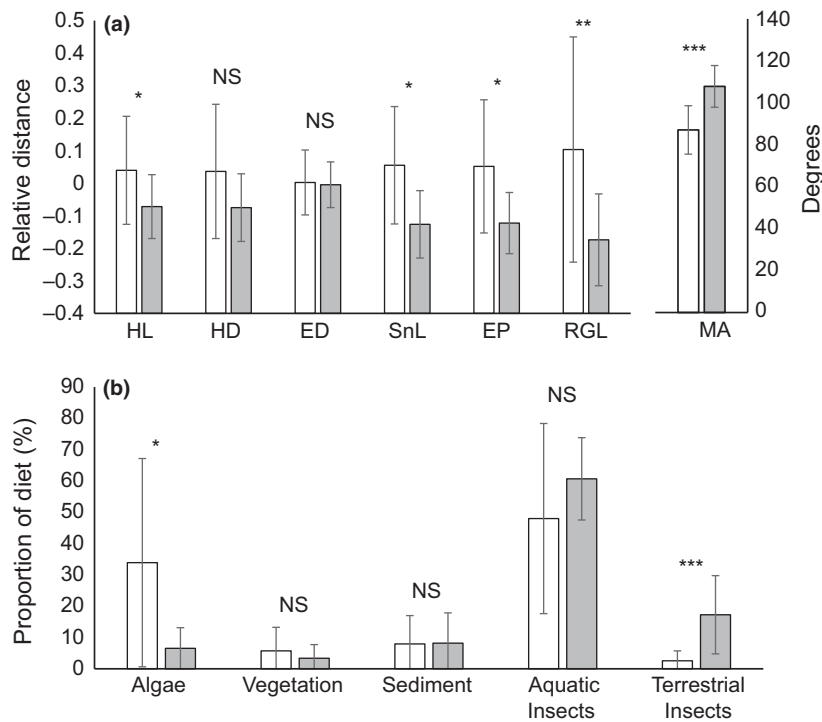 (a)
Relative distance
0.5
0.4
0.3
0.2
0.1
0
–0.1
–0.2
–0.3
–0.4
*
NS
NS
*
*
**
***
HL
HD
ED
SnL
EP
RGL
MA
140
120
100
80
60
40
20
0
Degrees
(b)
Proportion of diet (%)
90
80
70
60
50
40
30
20
10
0
*
NS
NS
NS
***
Algae
Vegetation
Sediment
Aquatic
Insects
Terrestrial
Insects